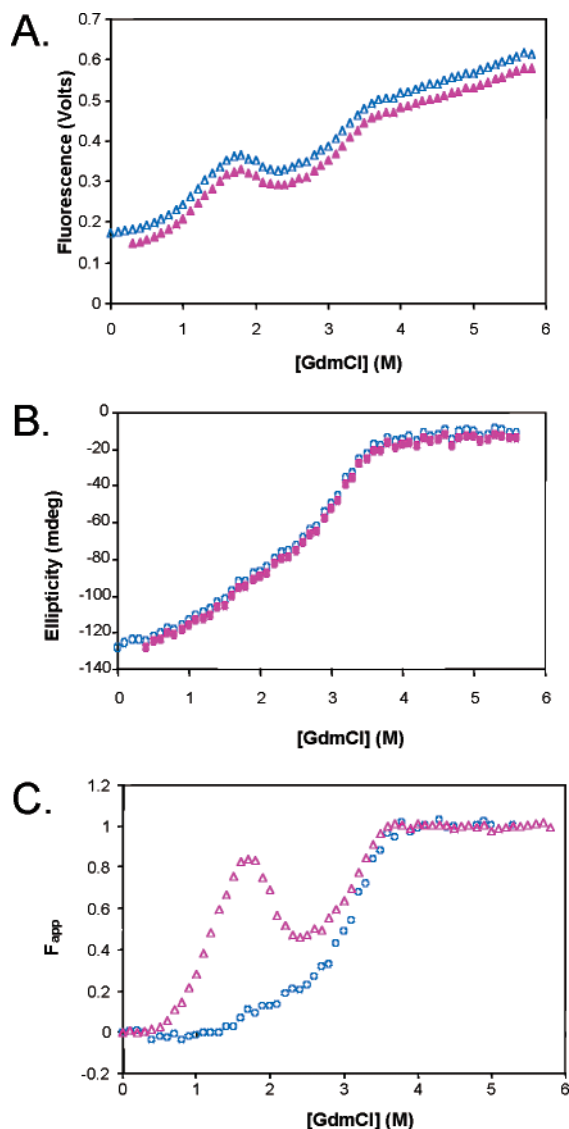 A.
0.7
0.6
0.5
0.4
0.3
0.2
0.1
0
Fluorescence (Volts)
0 1 2 3 4 5 6
[GdmCl] (M)
B.
0
-20
-40
-60
-80
-100
-120
-140
Ellipticity (mdeg)
0 1 2 3 4 5 6
[GdmCl] (M)
C.
1.2
1
0.8
0.6
0.4
0.2
0
-0.2
Fapp
0 1 2 3 4 5 6
[GdmCl] (M)